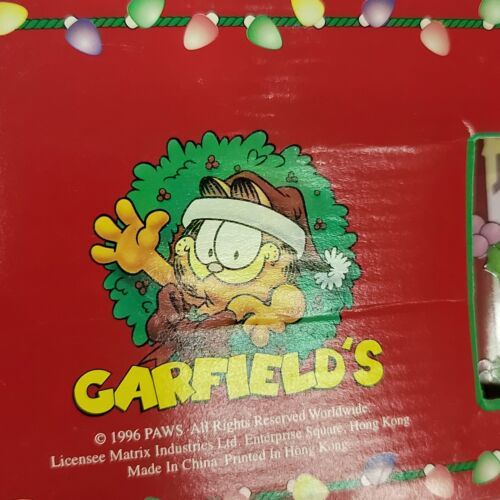 GARFIELD'S
© 1996 PAWS All Rights Reserved Worldwide.
Licensee Matrix Industries Ltd Enterprise Square, Hong Kong
Made In China Printed In Hong Kong